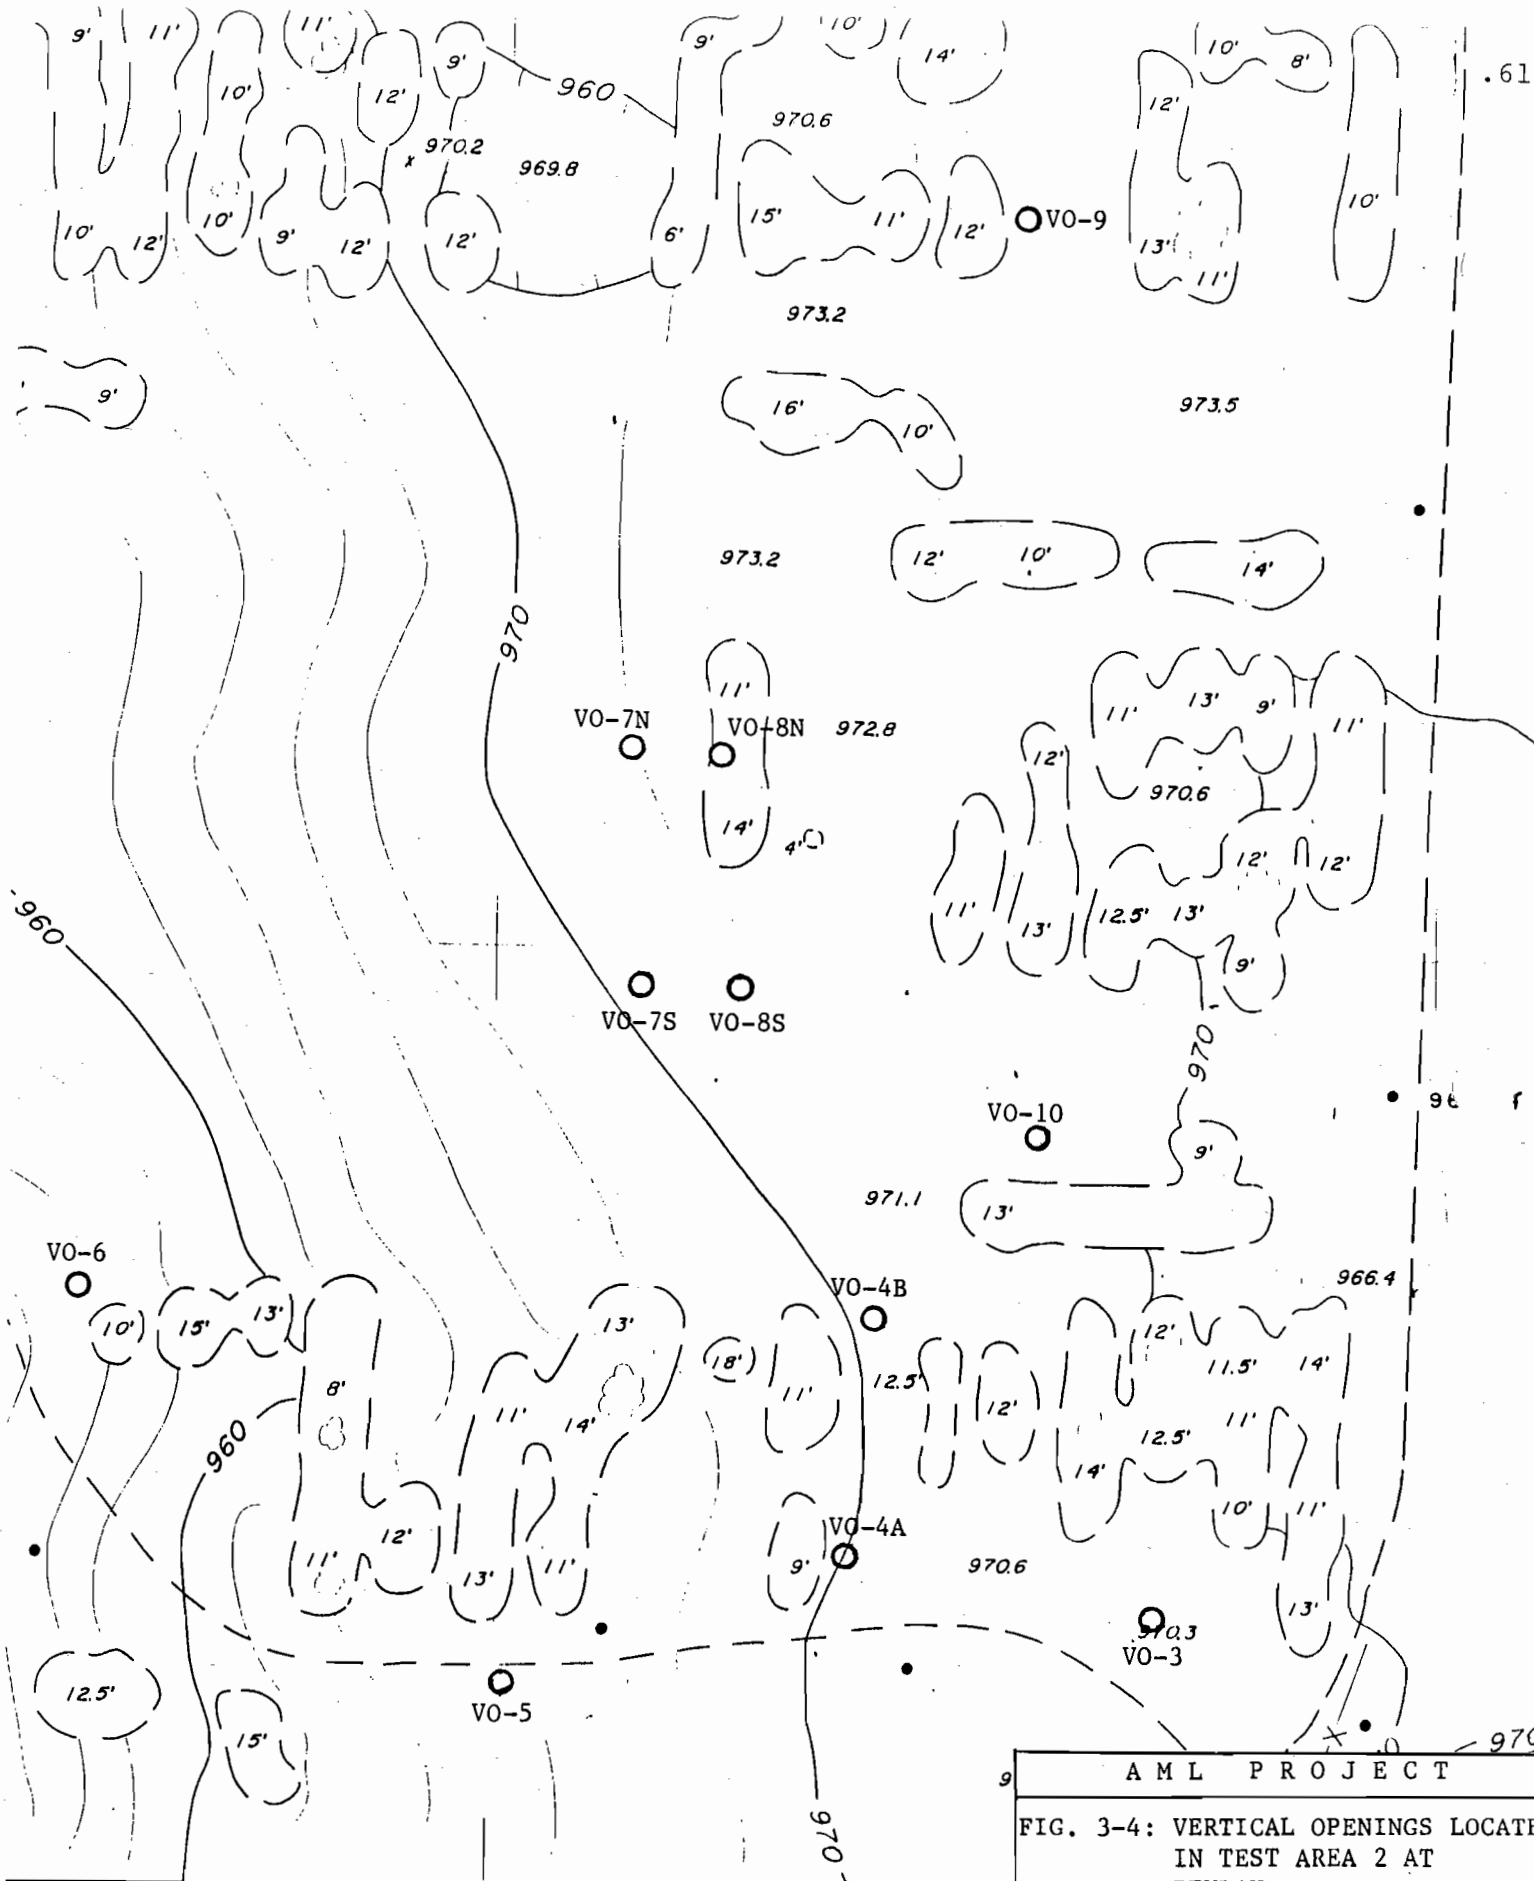 9' 11' 10' 11' 12' 9' 9' 10' 14' 10' 8'
.61
960
12'
970.6
970.2
969.8
10' 12' 10' 9' 12' 12' 6' 15' 11' 12'
VO-9
13' 11'
10'
973.2
9'
16' 10'
973.5
973.2
12' 10' 14'
970
11'
VO-7N
VO-8N
972.8
11' 13' 9' 11'
12'
970.6
14'
4'
12' 12'
11' 13' 12.5' 13'
9'
960
VO-7S VO-8S
970
VO-10
9'
971.1
13'
VO-6
966.4
VO-4B
10' 15' 13'
13'
12' 11.5' 14'
8'
18'
11'
12.5'
12'
11' 14'
11'
12.5'
14'
960
12'
10' 11'
VO-4A
11' 13' 11'
9'
970.6
13'
970.3
VO-3
12.5'
VO-5
15'
970
A M L P R O J E C T
FIG. 3-4: VERTICAL OPENINGS LOCATE
IN TEST AREA 2 AT